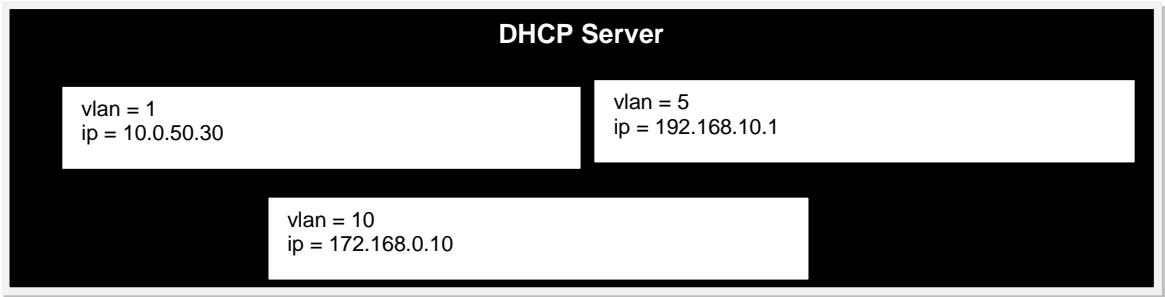 DHCP Server
vlan = 1
ip = 10.0.50.30
vlan = 5
ip = 192.168.10.1
vlan = 10
ip = 172.168.0.10